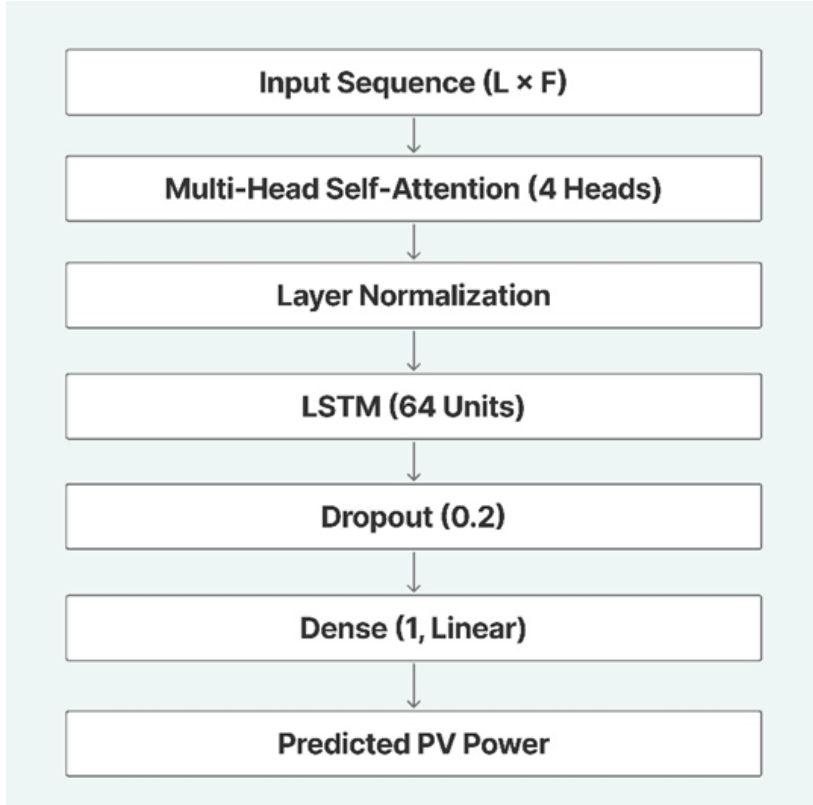 Input Sequence (L × F)
Multi-Head Self-Attention (4 Heads)
Layer Normalization
LSTM (64 Units)
Dropout (0.2)
Dense (1, Linear)
Predicted PV Power